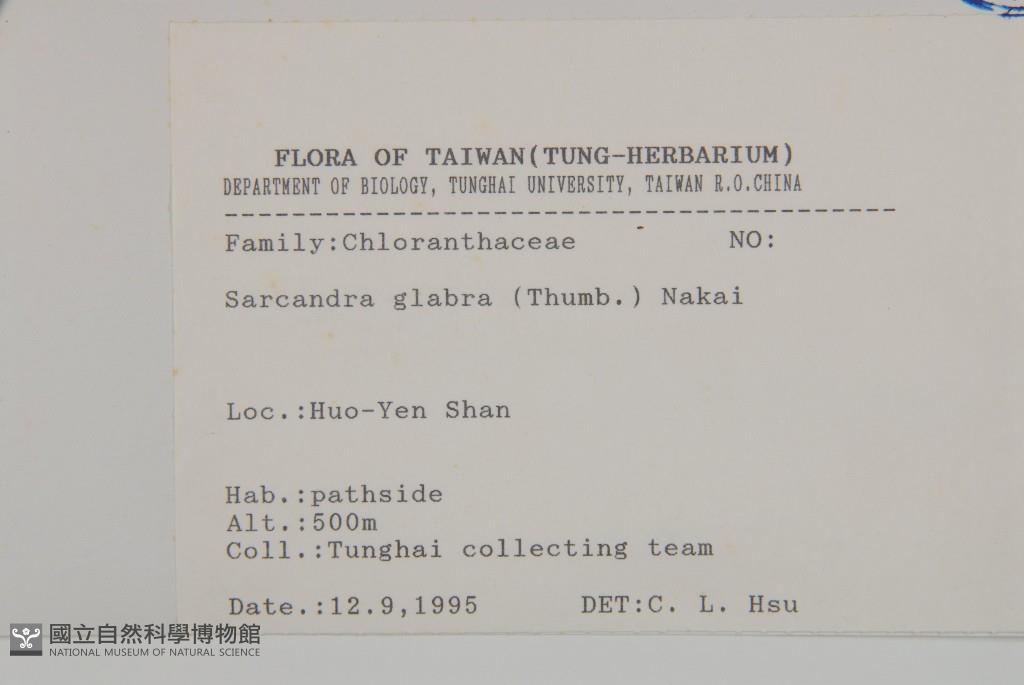 FLORA OF TAIWAN(TUNG-HERBARIUM)
DEPARTMENT OF BIOLOGY, TUNGHAI UNIVERSITY, TAIWAN R.O.CHINA
Family:Chloranthaceae NO:
Sarcandra glabra (Thumb.) Nakai
Loc.:Huo-Yen Shan
Hab.:pathside
Alt.:500m
Coll.:Tunghai collecting team
Date.:12.9,1995 DET:C. L. Hsu
國立自然科學博物館
NATIONAL MUSEUM OF NATURAL SCIENCE